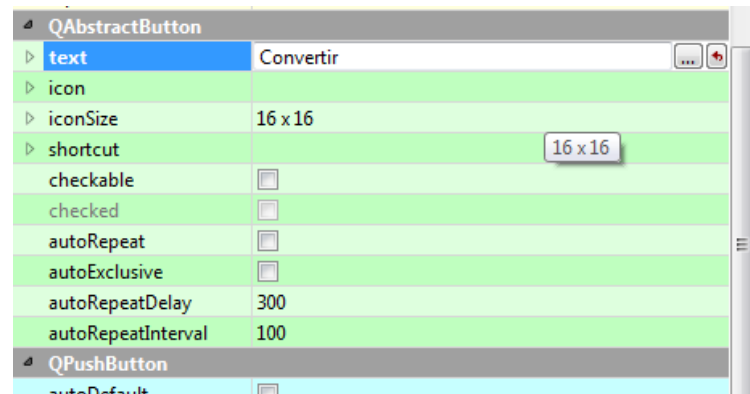 QAbstractButton
text Convertir ...
icon
iconSize 16 x 16
shortcut 16 x 16
checkable
checked
autoRepeat
autoExclusive
autoRepeatDelay 300
autoRepeatInterval 100
QPushButton
autoDefault